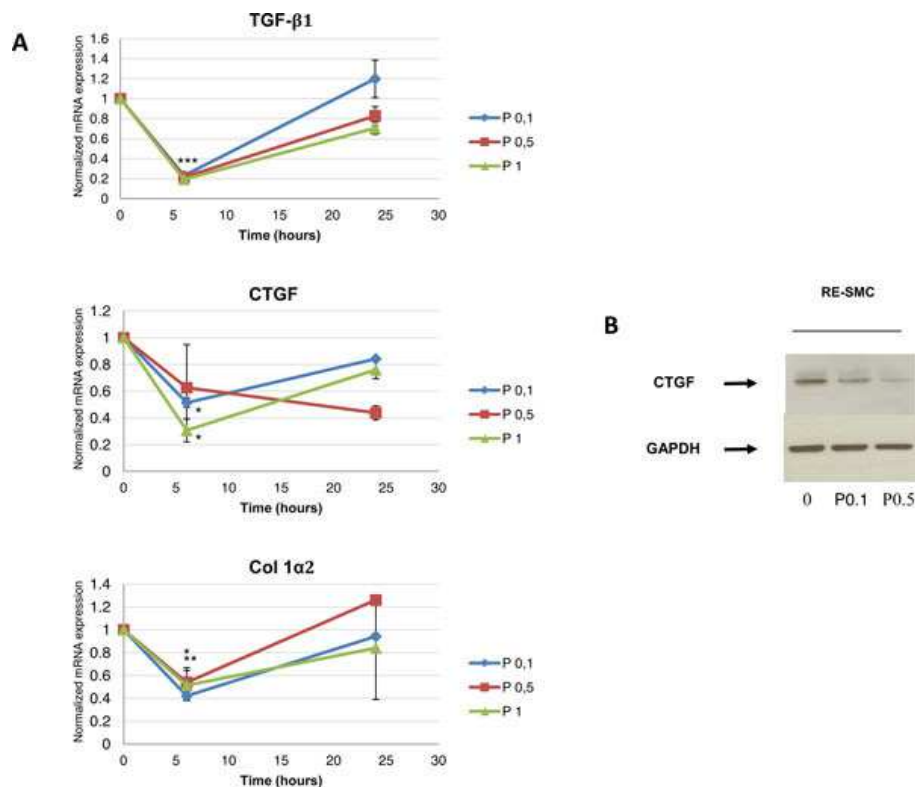 A
TGF-β1
Normalized mRNA expression
1.6
1.4
1.2
1
0.8
0.6
0.4
0.2
0
***
0 5 10 15 20 25 30
Time (hours)
P 0,1
P 0,5
P 1
CTGF
Normalized mRNA expression
1.2
1
0.8
0.6
0.4
0.2
0
*
*
0 5 10 15 20 25 30
Time (hours)
P 0,1
P 0,5
P 1
Col 1α2
Normalized mRNA expression
1.4
1.2
1
0.8
0.6
0.4
0.2
0
*
**
0 5 10 15 20 25 30
Time (hours)
P 0,1
P 0,5
P 1
B
RE-SMC
CTGF
GAPDH
0 P0.1 P0.5